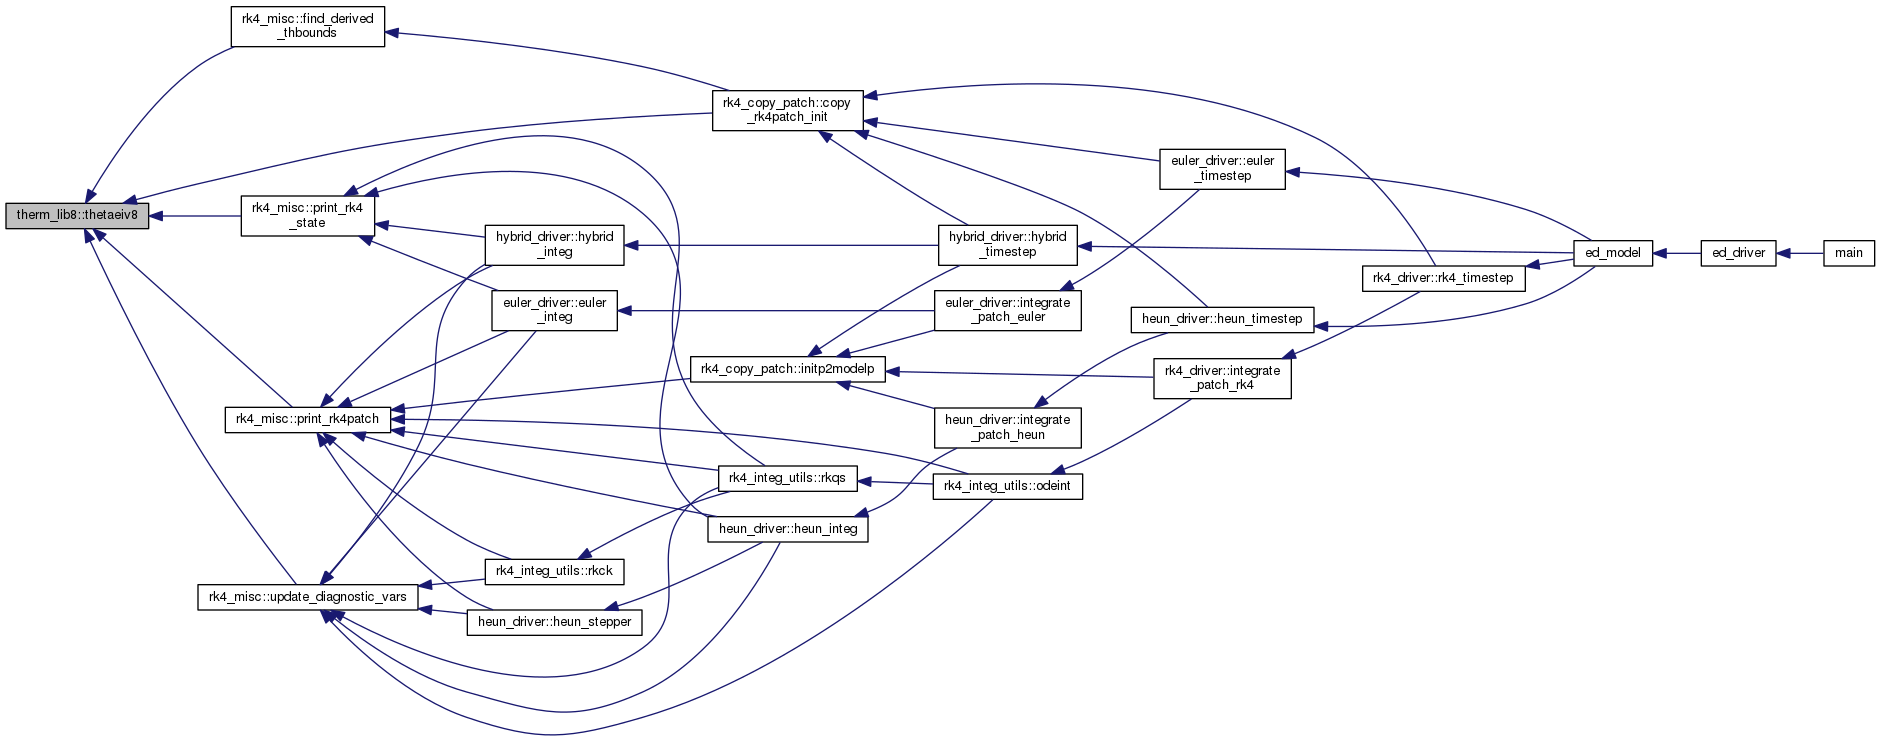 rk4_misc::find_derived
_thbounds
rk4_copy_patch::copy
_rk4patch_init
euler_driver::euler
_timestep
therm_lib8::thetaeiv8
rk4_misc::print_rk4
_state
hybrid_driver::hybrid
_integ
hybrid_driver::hybrid
_timestep
ed_model
ed_driver
main
rk4_driver::rk4_timestep
euler_driver::euler
_integ
euler_driver::integrate
_patch_euler
heun_driver::heun_timestep
rk4_copy_patch::initp2modelp
rk4_driver::integrate
_patch_rk4
rk4_misc::print_rk4patch
heun_driver::integrate
_patch_heun
rk4_integ_utils::rkqs
rk4_integ_utils::odeint
heun_driver::heun_integ
rk4_integ_utils::rkck
rk4_misc::update_diagnostic_vars
heun_driver::heun_stepper